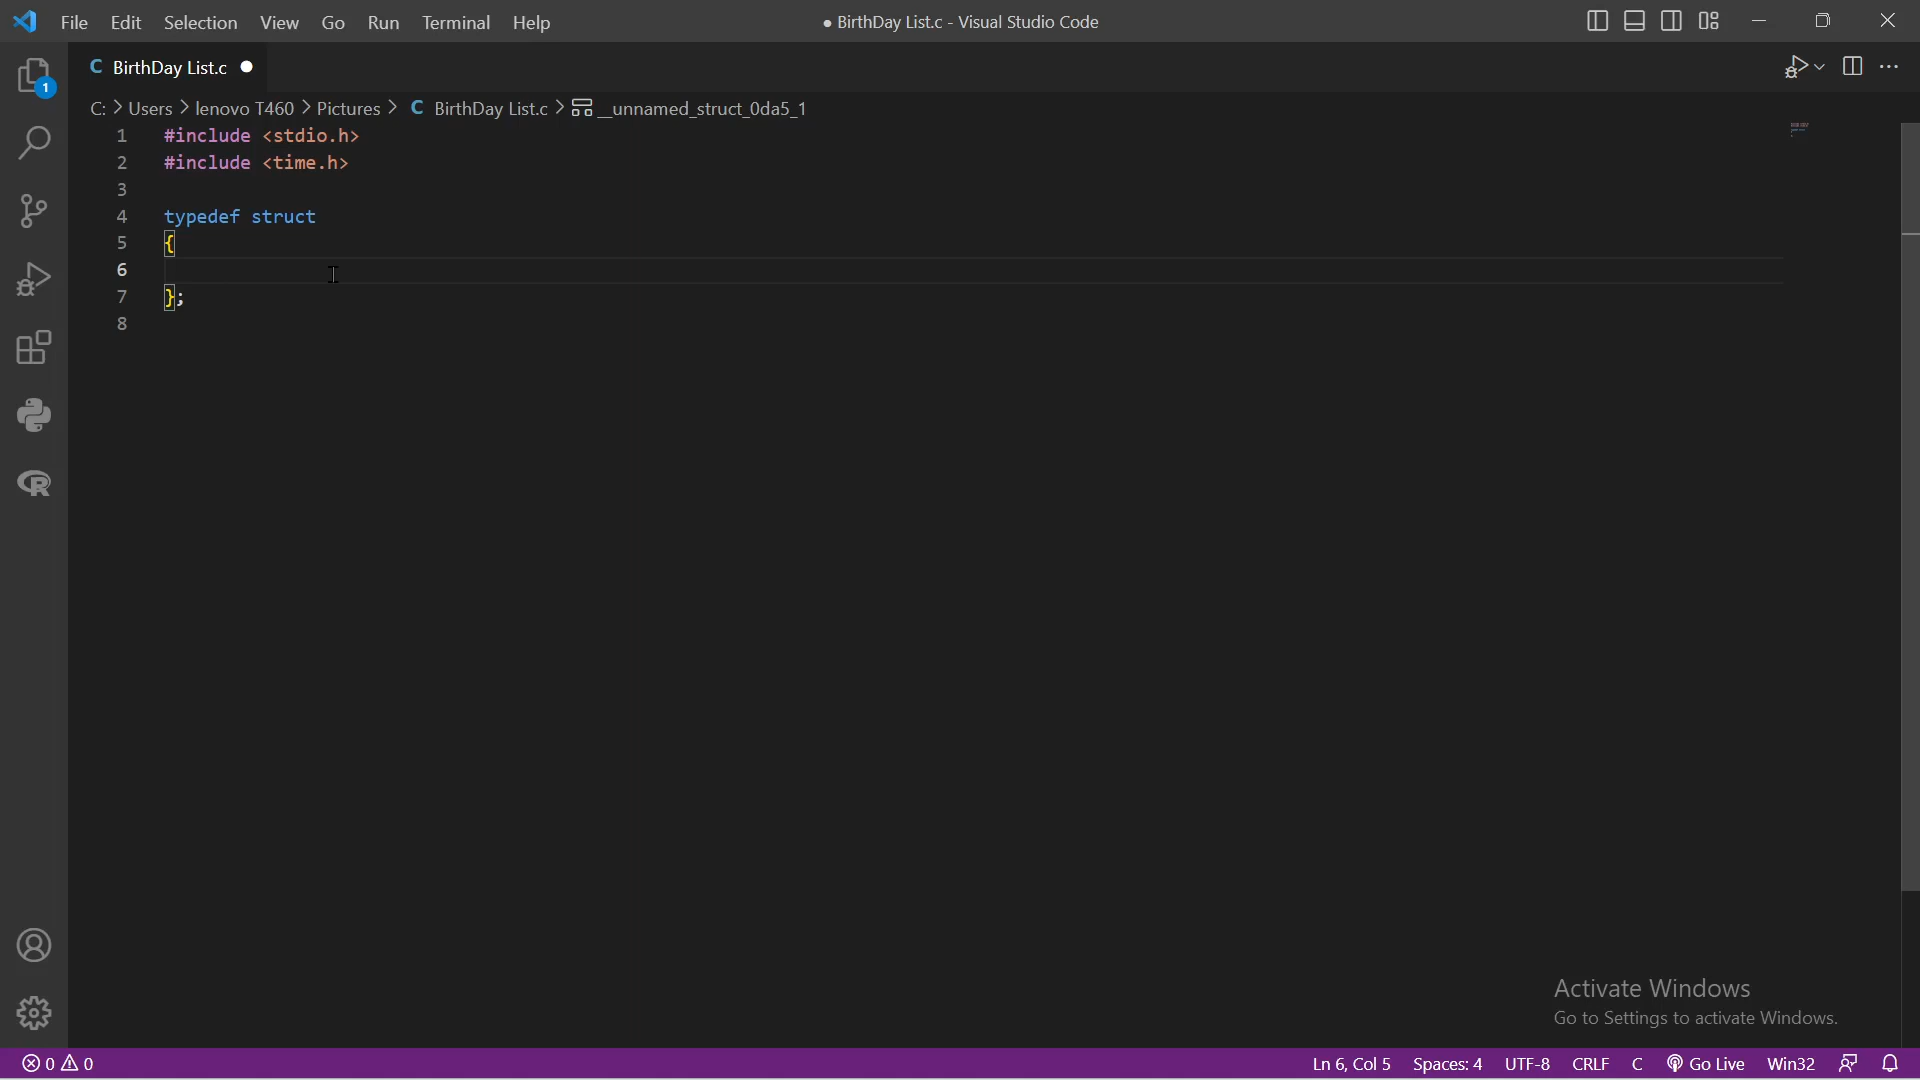 File Edit Selection View Go Run Terminal Help
● BirthDay List.c - Visual Studio Code
1
C BirthDay List.c ●
C: > Users > lenovo T460 > Pictures > C BirthDay List.c > __unnamed_struct_0da5_1
1 #include <stdio.h>
2 #include <time.h>
3
4 typedef struct
5 {
6
7 };
8
R
Activate Windows
Go to Settings to activate Windows.
0 0
Ln 6, Col 5 Spaces: 4 UTF-8 CRLF C Go Live Win32